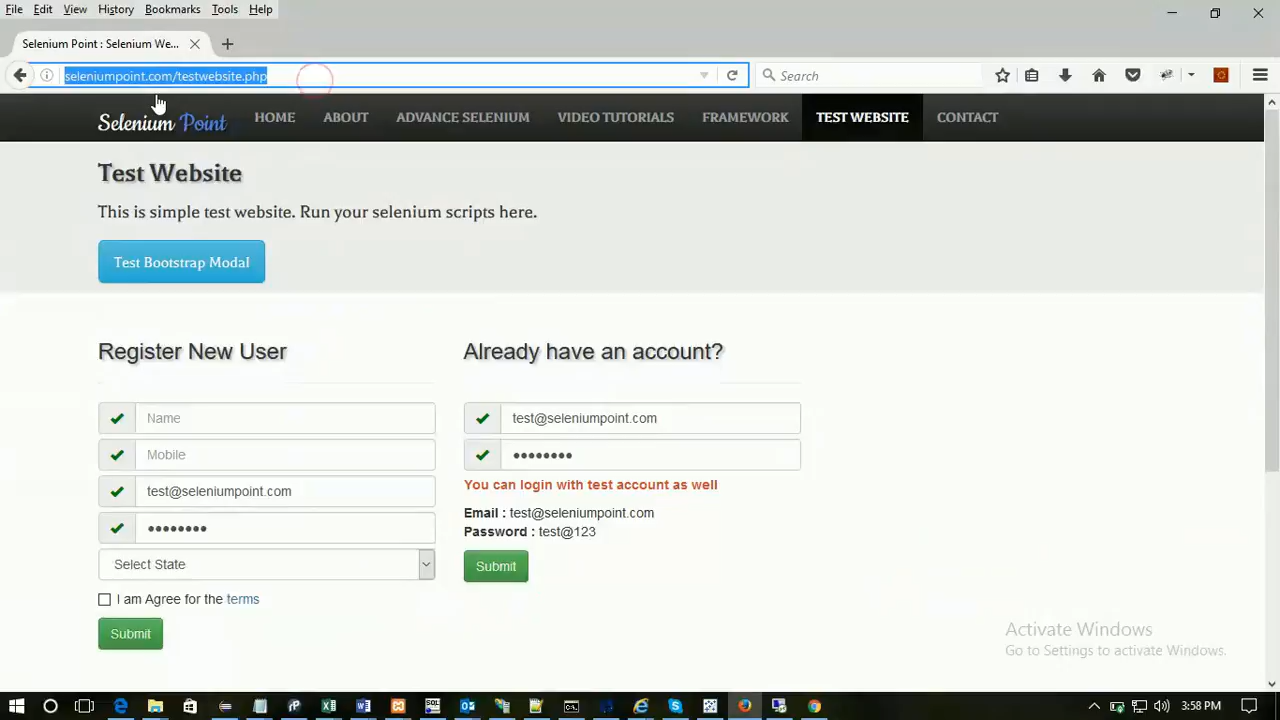 File Edit View History Bookmarks Tools Help
Selenium Point : Selenium We...
seleniumpoint.com/testwebsite.php
Search
Selenium Point
HOME ABOUT ADVANCE SELENIUM VIDEO TUTORIALS FRAMEWORK TEST WEBSITE CONTACT
Test Website
This is simple test website. Run your selenium scripts here.
Test Bootstrap Modal
Register New User
Name
Mobile
test@seleniumpoint.com
••••••••
Select State
I am Agree for the terms
Submit
Already have an account?
test@seleniumpoint.com
••••••••
You can login with test account as well
Email : test@seleniumpoint.com
Password : test@123
Submit
Activate Windows
Go to Settings to activate Windows.
3:58 PM